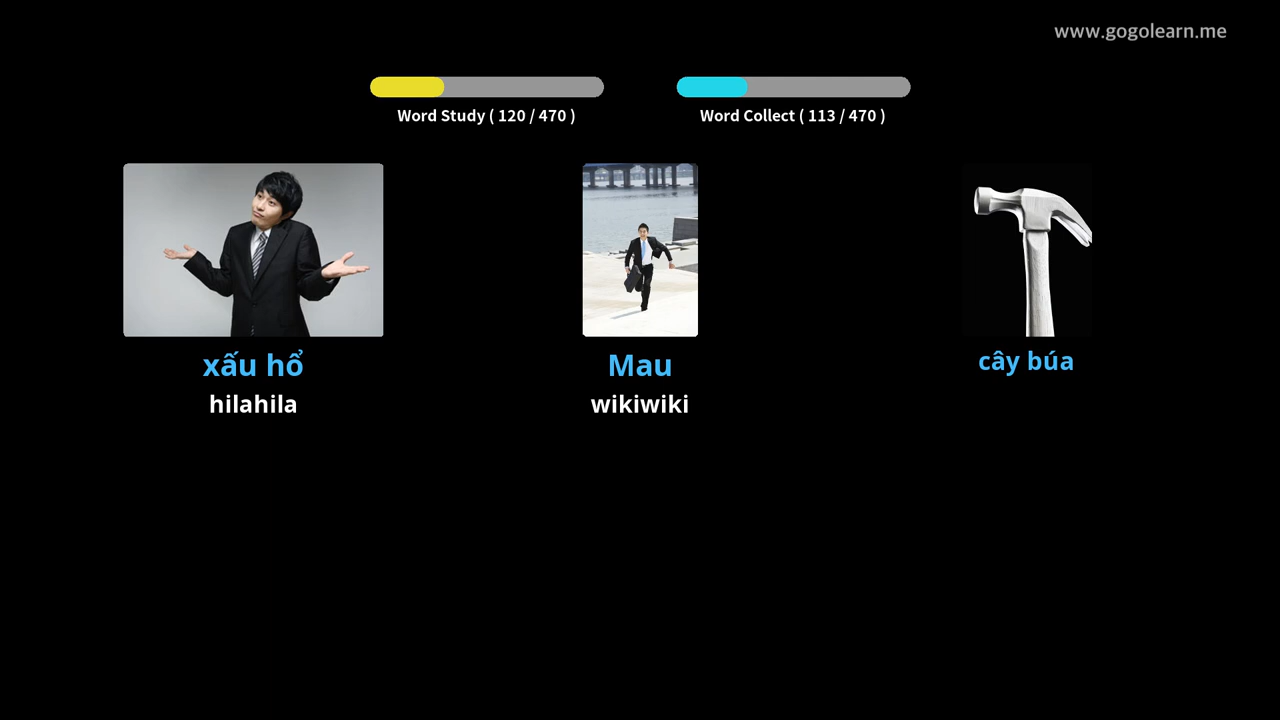 www.gogolearn.me
Word Study ( 120 / 470 )
Word Collect ( 113 / 470 )
xấu hổ
hilahila
Mau
wikiwiki
cây búa